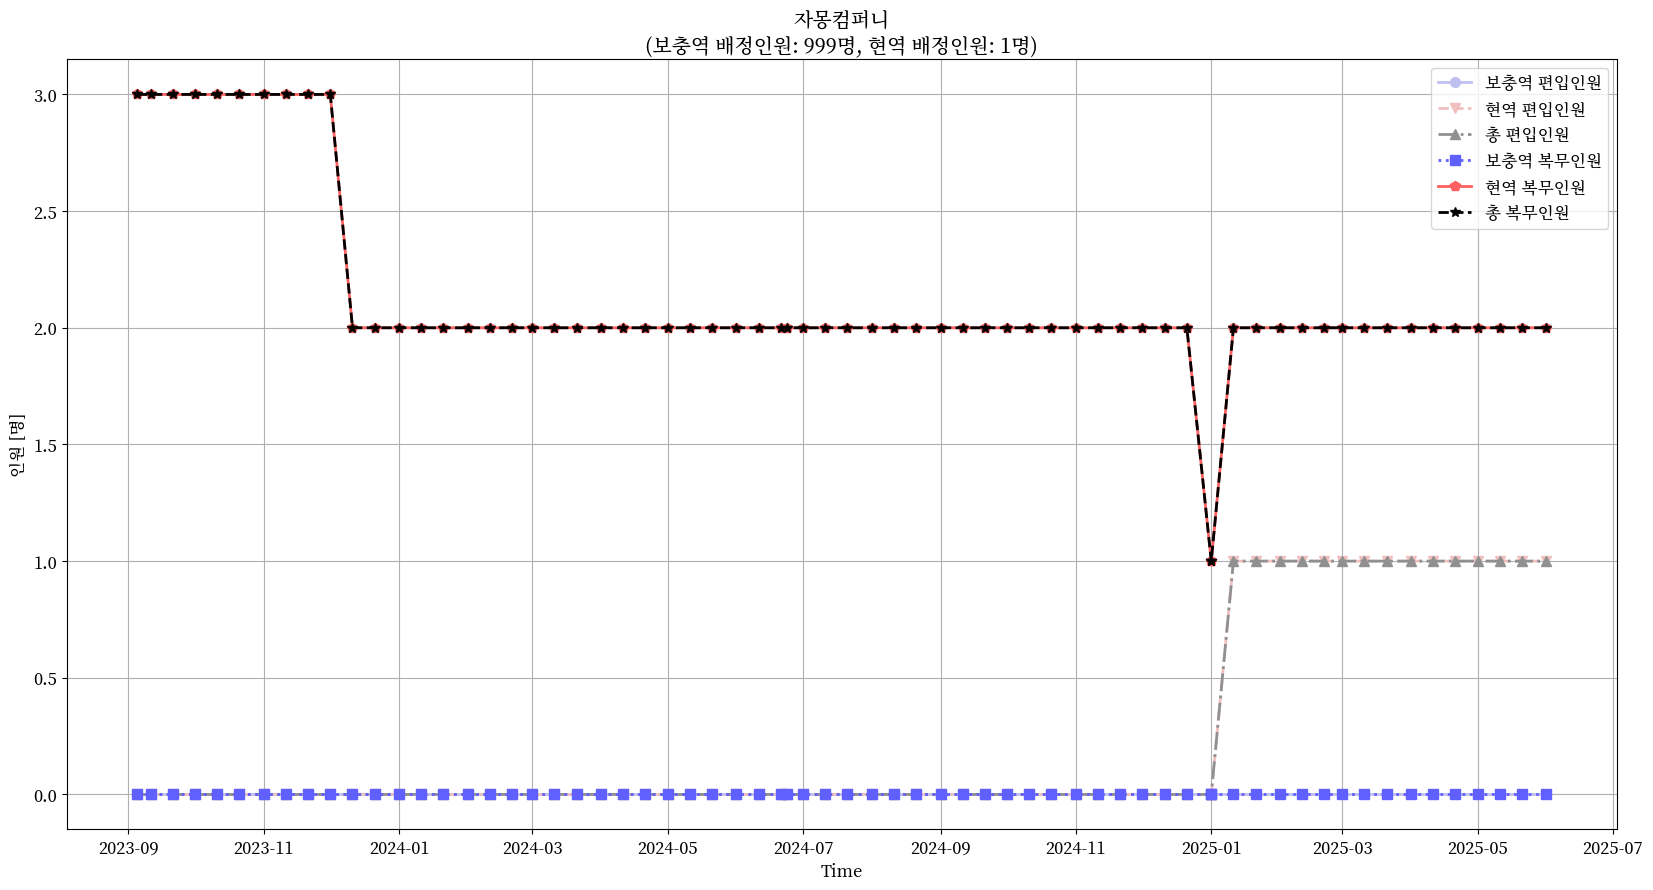 자몽컴퍼니
(보충역 배정인원: 999명, 현역 배정인원: 1명)
보충역 편입인원
현역 편입인원
총 편입인원
보충역 복무인원
현역 복무인원
총 복무인원
인원 [명]
3.0
2.5
2.0
1.5
1.0
0.5
0.0
2023-09 2023-11 2024-01 2024-03 2024-05 2024-07 2024-09 2024-11 2025-01 2025-03 2025-05 2025-07
Time